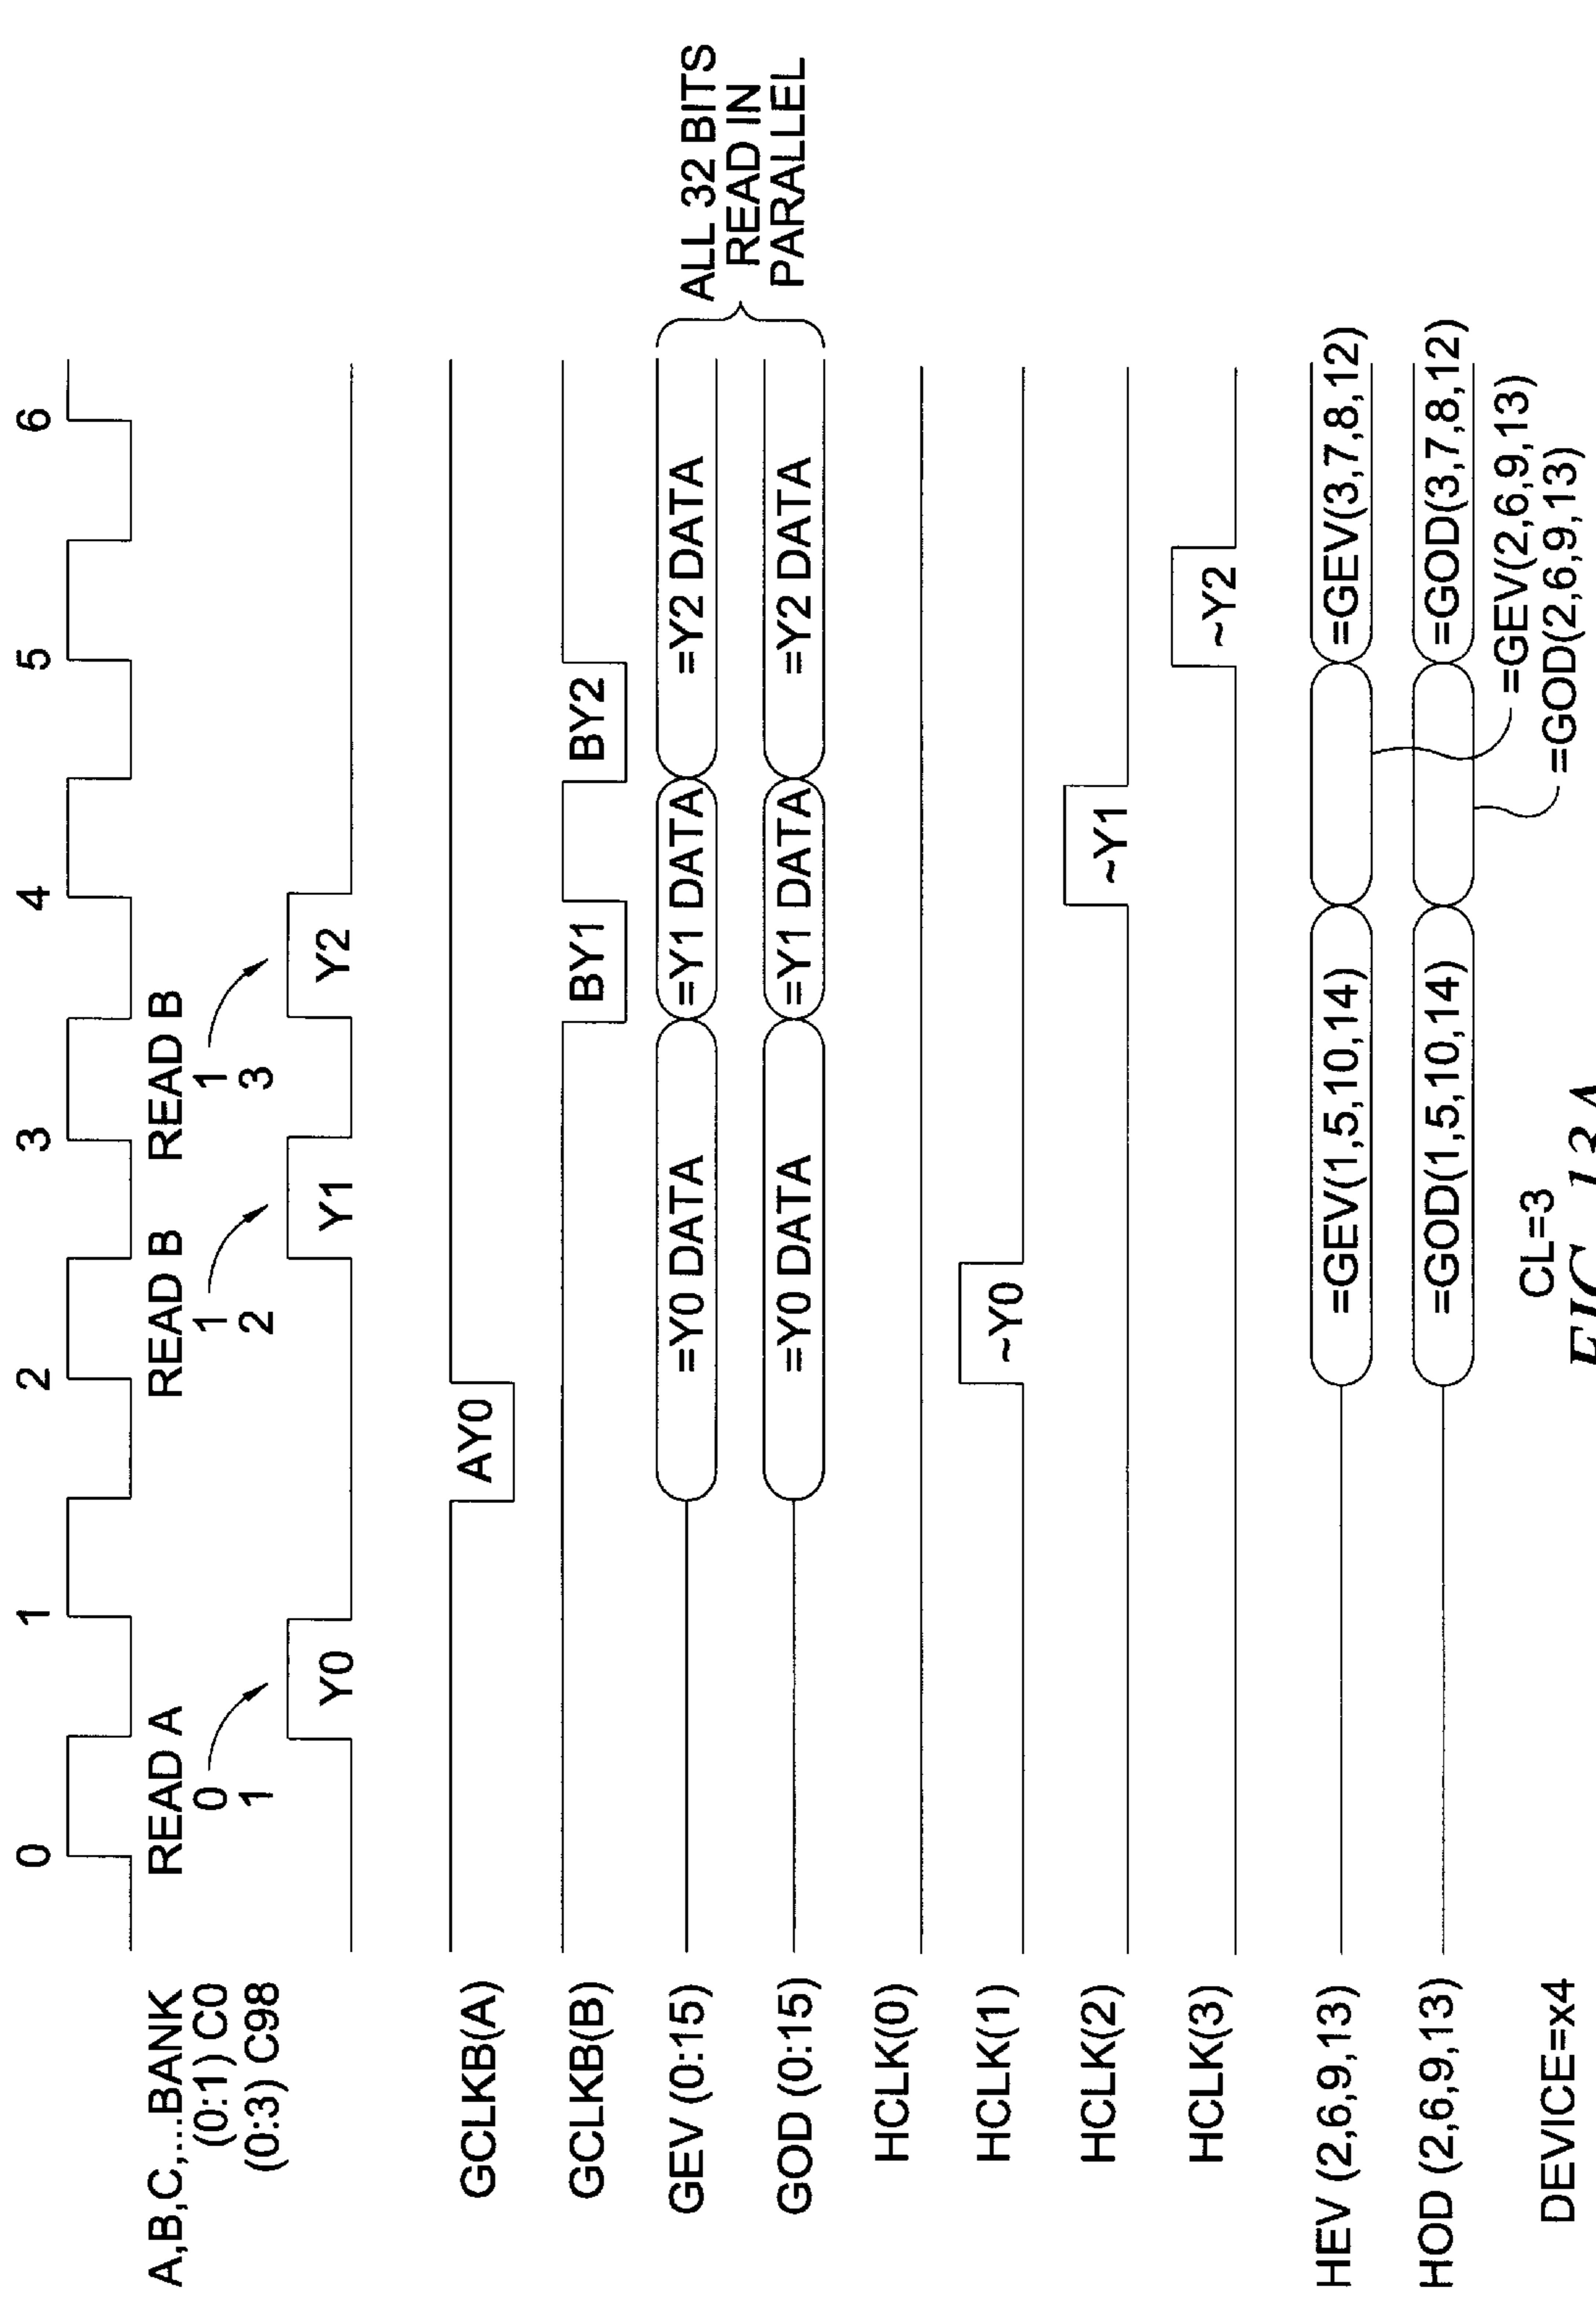 0 1 2 3 4 5 6
A,B,C,...BANK READ A READ B READ B
(0:1) C0 0 1 1
(0:3) C98 1 2 3
Y0 Y1 Y2
GCLKB(A) AY0
GCLKB(B) BY1 BY2
GEV (0:15) =Y0 DATA =Y1 DATA =Y2 DATA
GOD (0:15) =Y0 DATA =Y1 DATA =Y2 DATA
ALL 32 BITS
READ IN
PARALLEL
HCLK(0)
HCLK(1) ~Y0
HCLK(2) ~Y1
HCLK(3) ~Y2
HEV (2,6,9,13) =GEV(1,5,10,14) =GEV(3,7,8,12)
HOD (2,6,9,13) =GOD(1,5,10,14) =GOD(3,7,8,12)
=GEV(2,6,9,13)
=GOD(2,6,9,13)
DEVICE=x4 CL=3
FIG. 13A